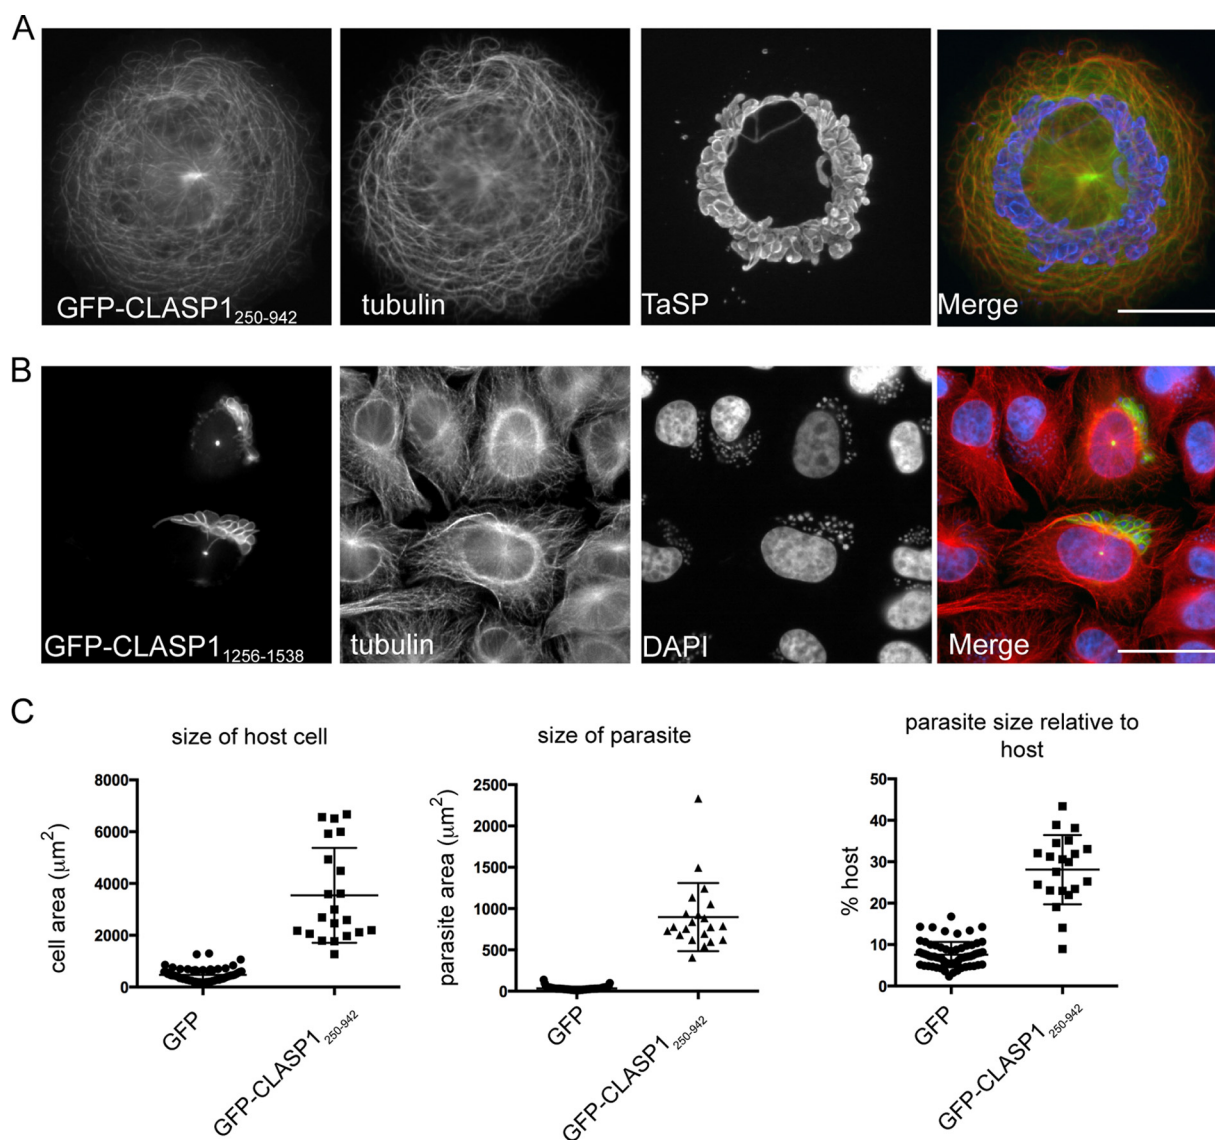 A
GFP-CLASP1250-942
tubulin
TaSP
Merge
B
GFP-CLASP11256-1538
tubulin
DAPI
Merge
C
size of host cell
size of parasite
parasite size relative to
host
8000
6000
4000
2000
0
cell area (μm2)
GFP
GFP-CLASP1 250-942
2500
2000
1500
1000
500
0
parasite area (μm2)
GFP
GFP-CLASP1 250-942
50
40
30
20
10
0
% host
GFP
GFP-CLASP1 250-942